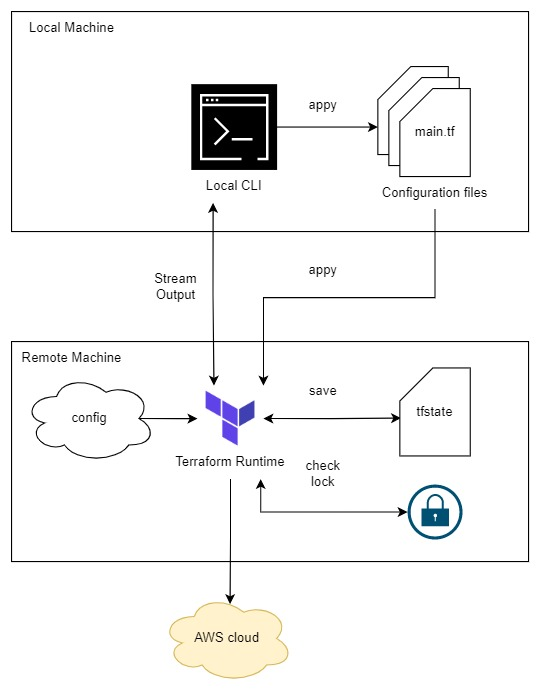 Local Machine
appy
main.tf
Local CLI
Configuration files
Stream
Output
appy
Remote Machine
config
save
tfstate
Terraform Runtime
check
lock
AWS cloud